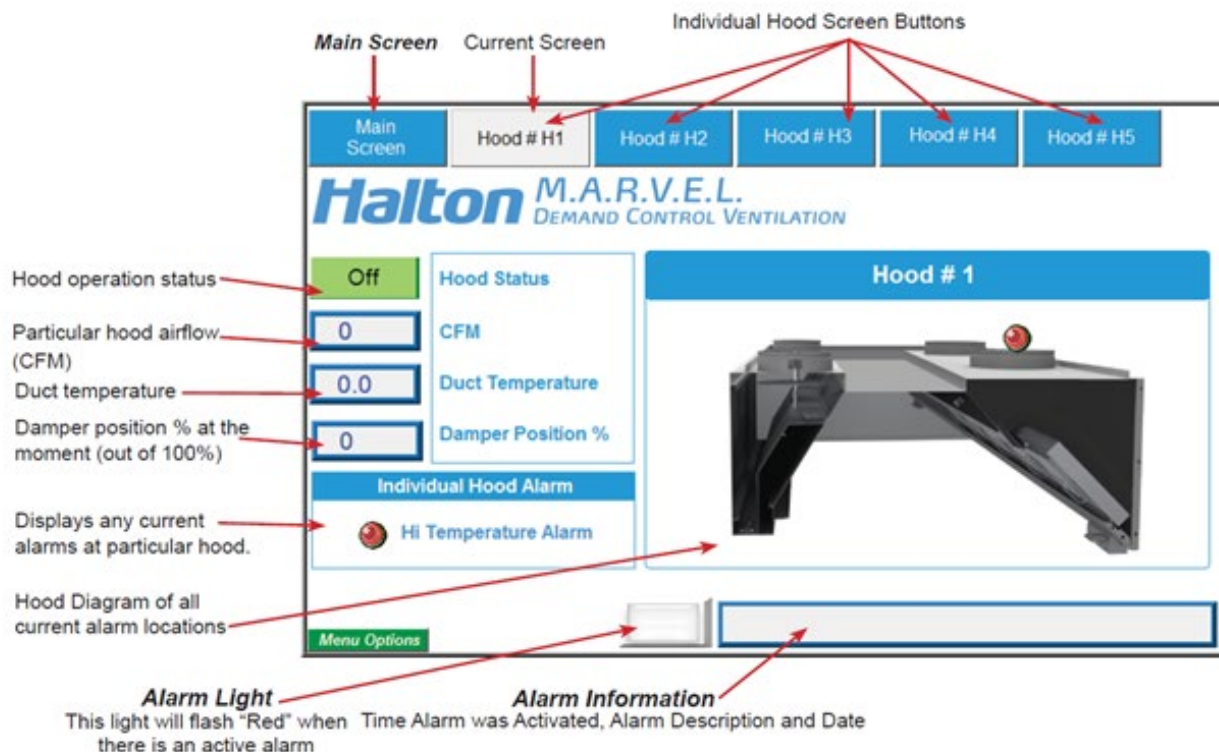 Individual Hood Screen Buttons
Main Screen
Current Screen
Main
Screen
Hood # H1
Hood # H2
Hood # H3
Hood # H4
Hood # H5
Halton M.A.R.V.E.L.
DEMAND CONTROL VENTILATION
Hood operation status
Off
Hood Status
Hood # 1
Particular hood airflow
(CFM)
0
CFM
Duct temperature
0.0
Duct Temperature
Damper position % at the
moment (out of 100%)
0
Damper Position %
Individual Hood Alarm
Displays any current
alarms at particular hood.
Hi Temperature Alarm
Hood Diagram of all
current alarm locations
Menu Options
Alarm Light
This light will flash “Red” when
there is an active alarm
Alarm Information
Time Alarm was Activated, Alarm Description and Date